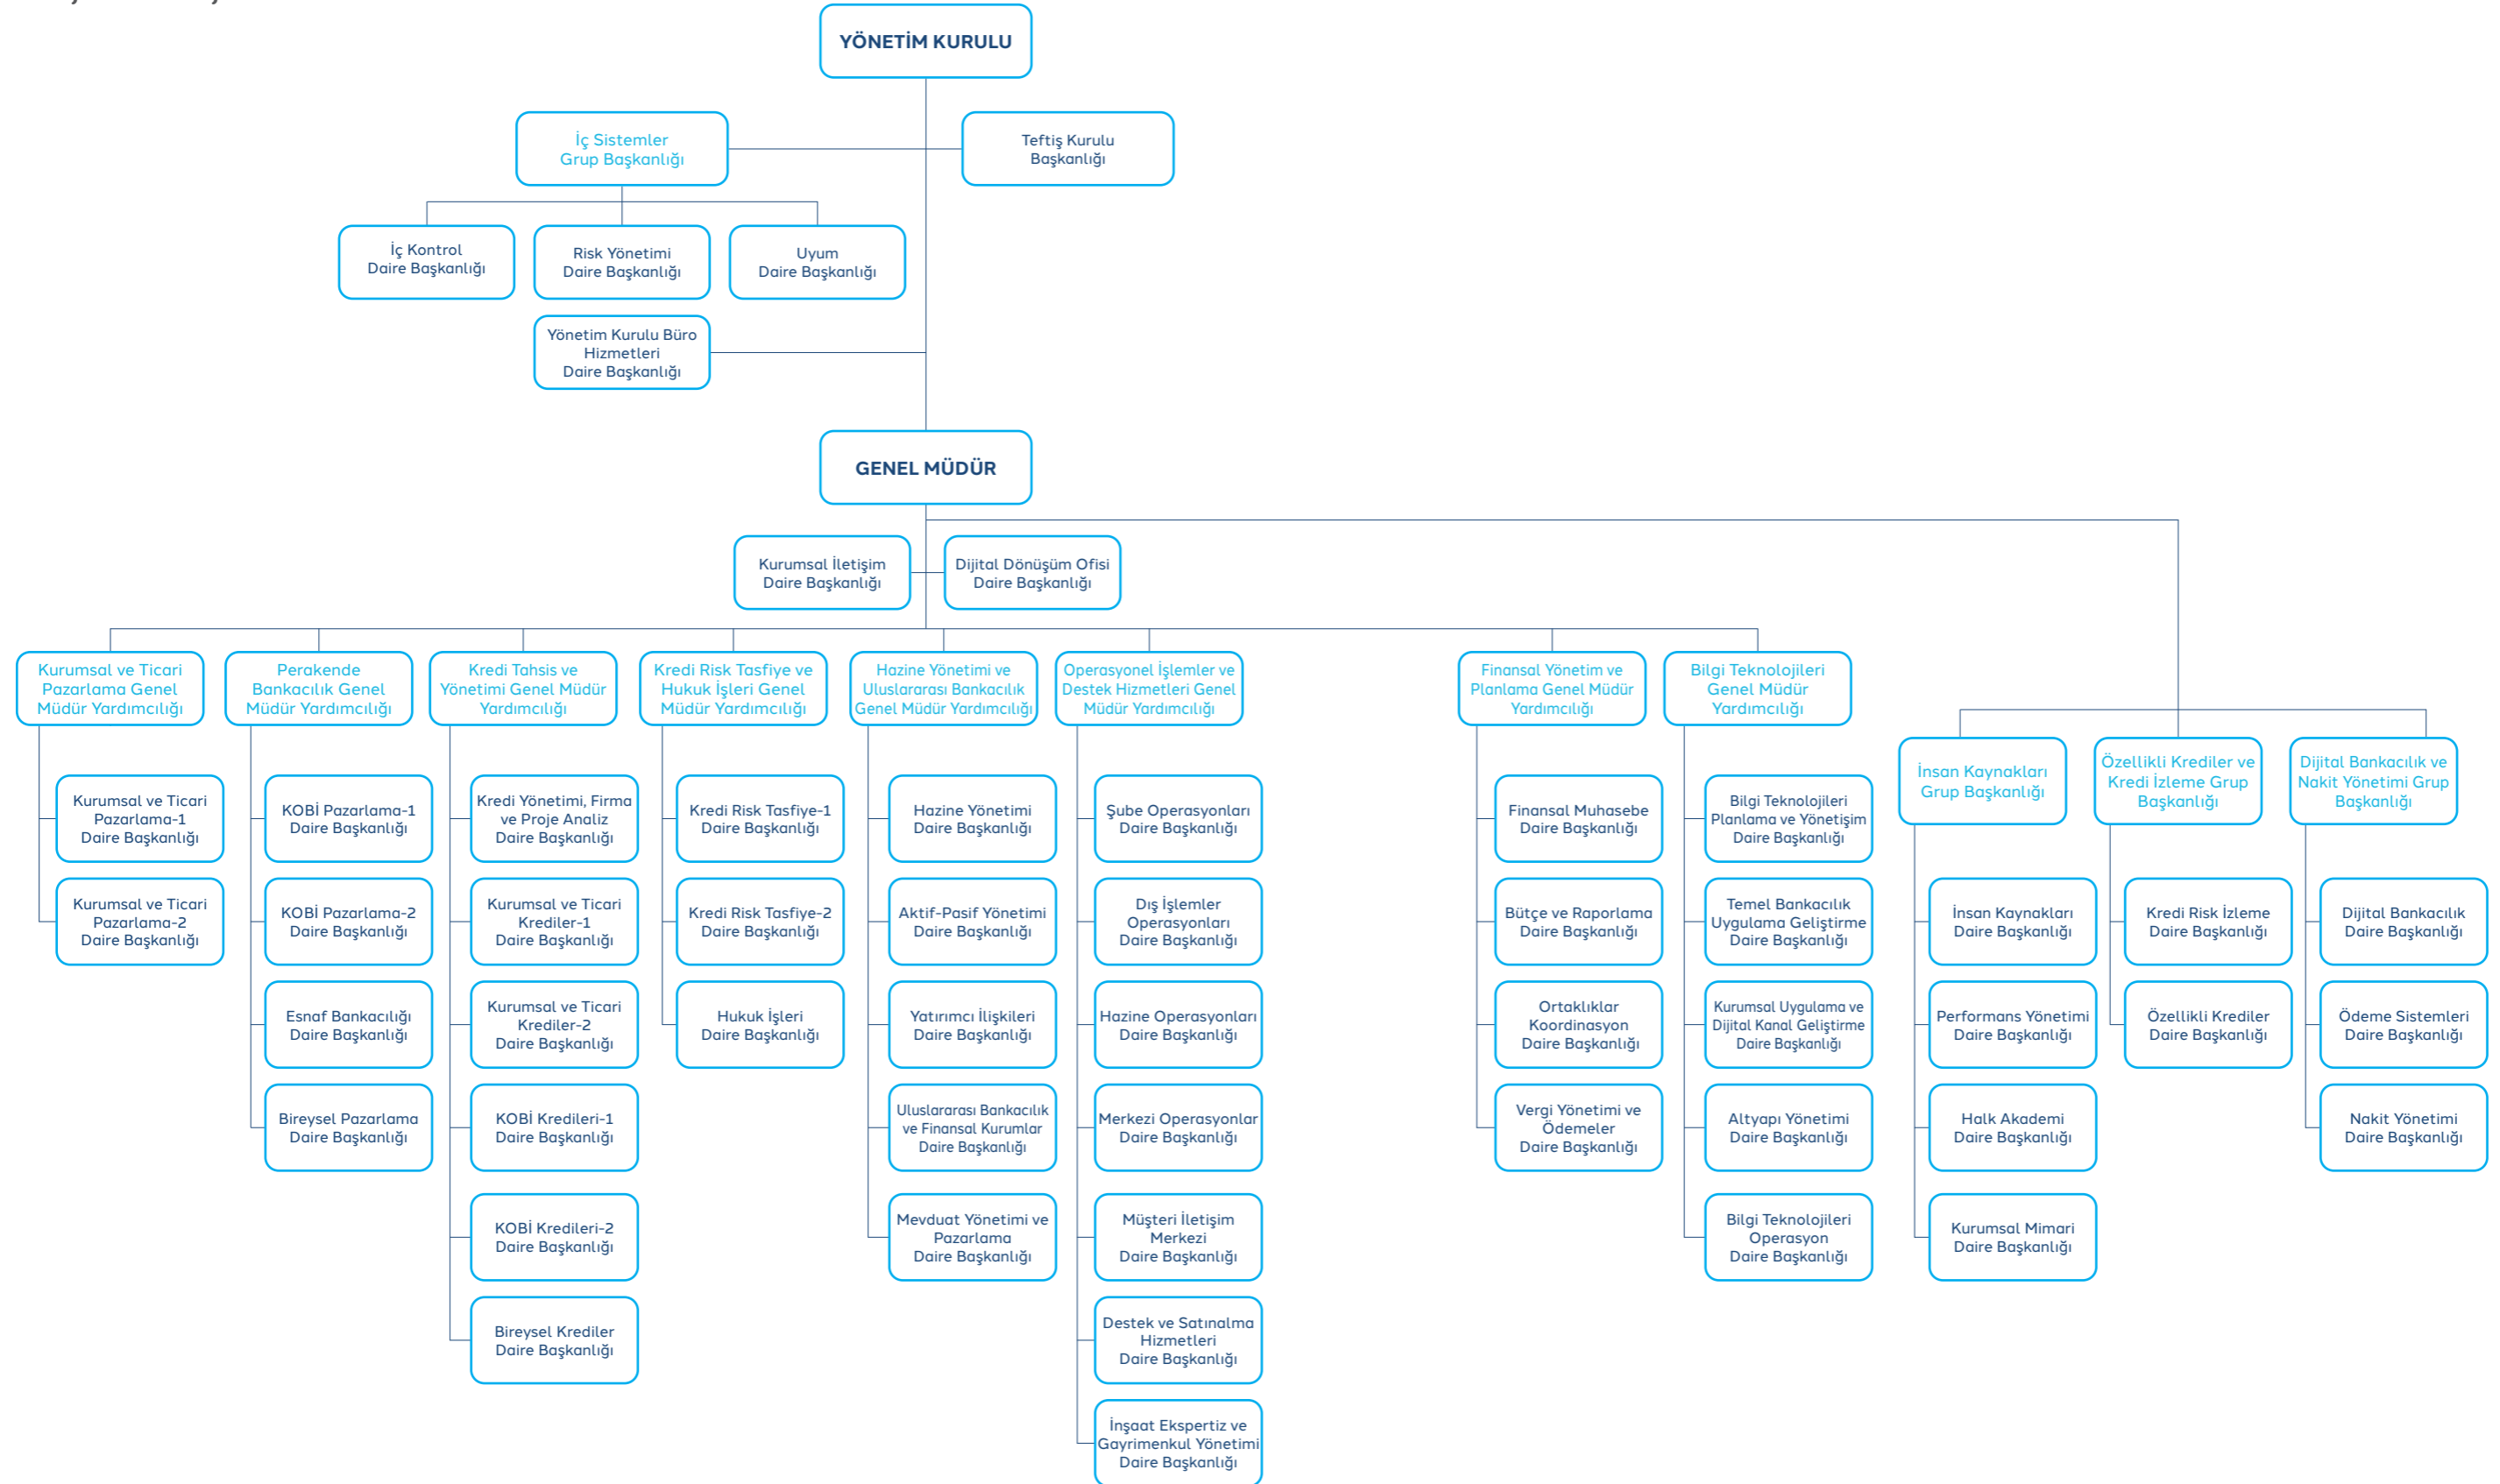 YÖNETİM KURULU
İç Sistemler
Grup Başkanlığı
Teftiş Kurulu
Başkanlığı
İç Kontrol
Daire Başkanlığı
Risk Yönetimi
Daire Başkanlığı
Uyum
Daire Başkanlığı
Yönetim Kurulu Büro
Hizmetleri
Daire Başkanlığı
GENEL MÜDÜR
Kurumsal İletişim
Daire Başkanlığı
Dijital Dönüşüm Ofisi
Daire Başkanlığı
Kurumsal ve Ticari
Pazarlama Genel
Müdür Yardımcılığı
Kurumsal ve Ticari
Pazarlama-1
Daire Başkanlığı
Kurumsal ve Ticari
Pazarlama-2
Daire Başkanlığı
Perakende
Bankacılık Genel
Müdür Yardımcılığı
KOBİ Pazarlama-1
Daire Başkanlığı
KOBİ Pazarlama-2
Daire Başkanlığı
Esnaf Bankacılığı
Daire Başkanlığı
Bireysel Pazarlama
Daire Başkanlığı
Kredi Tahsis ve
Yönetimi Genel Müdür
Yardımcılığı
Kredi Yönetimi, Firma
ve Proje Analiz
Daire Başkanlığı
Kurumsal ve Ticari
Krediler-1
Daire Başkanlığı
Kurumsal ve Ticari
Krediler-2
Daire Başkanlığı
KOBİ Kredileri-1
Daire Başkanlığı
KOBİ Kredileri-2
Daire Başkanlığı
Bireysel Krediler
Daire Başkanlığı
Kredi Risk Tasfiye ve
Hukuk İşleri Genel
Müdür Yardımcılığı
Kredi Risk Tasfiye-1
Daire Başkanlığı
Kredi Risk Tasfiye-2
Daire Başkanlığı
Hukuk İşleri
Daire Başkanlığı
Hazine Yönetimi ve
Uluslararası Bankacılık
Genel Müdür Yardımcılığı
Hazine Yönetimi
Daire Başkanlığı
Aktif-Pasif Yönetimi
Daire Başkanlığı
Yatırımcı İlişkileri
Daire Başkanlığı
Uluslararası Bankacılık
ve Finansal Kurumlar
Daire Başkanlığı
Mevduat Yönetimi ve
Pazarlama
Daire Başkanlığı
Operasyonel İşlemler ve
Destek Hizmetleri Genel
Müdür Yardımcılığı
Şube Operasyonları
Daire Başkanlığı
Dış İşlemler
Operasyonları
Daire Başkanlığı
Hazine Operasyonları
Daire Başkanlığı
Merkezi Operasyonlar
Daire Başkanlığı
Müşteri İletişim
Merkezi
Daire Başkanlığı
Destek ve Satınalma
Hizmetleri
Daire Başkanlığı
İnşaat Ekspertiz ve
Gayrimenkul Yönetimi
Daire Başkanlığı
Finansal Yönetim ve
Planlama Genel Müdür
Yardımcılığı
Finansal Muhasebe
Daire Başkanlığı
Bütçe ve Raporlama
Daire Başkanlığı
Ortaklıklar
Koordinasyon
Daire Başkanlığı
Vergi Yönetimi ve
Ödemeler
Daire Başkanlığı
Bilgi Teknolojileri
Genel Müdür
Yardımcılığı
Bilgi Teknolojileri
Planlama ve Yönetişim
Daire Başkanlığı
Temel Bankacılık
Uygulama Geliştirme
Daire Başkanlığı
Kurumsal Uygulama ve
Dijital Kanal Geliştirme
Daire Başkanlığı
Altyapı Yönetimi
Daire Başkanlığı
Bilgi Teknolojileri
Operasyon
Daire Başkanlığı
İnsan Kaynakları
Grup Başkanlığı
İnsan Kaynakları
Daire Başkanlığı
Performans Yönetimi
Daire Başkanlığı
Halk Akademi
Daire Başkanlığı
Kurumsal Mimari
Daire Başkanlığı
Özellikli Krediler ve
Kredi İzleme Grup
Başkanlığı
Kredi Risk İzleme
Daire Başkanlığı
Özellikli Krediler
Daire Başkanlığı
Dijital Bankacılık ve
Nakit Yönetimi Grup
Başkanlığı
Dijital Bankacılık
Daire Başkanlığı
Ödeme Sistemleri
Daire Başkanlığı
Nakit Yönetimi
Daire Başkanlığı